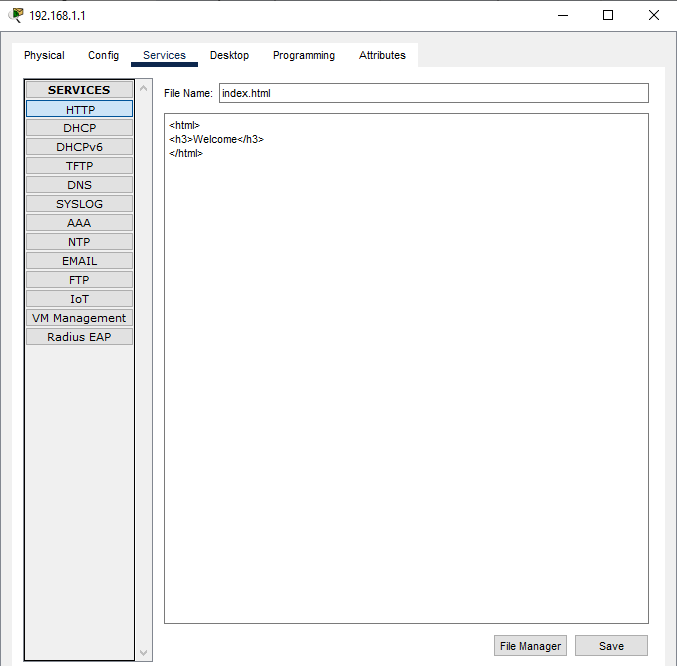 192.168.1.1
Physical Config Services Desktop Programming Attributes
SERVICES
HTTP
DHCP
DHCPv6
TFTP
DNS
SYSLOG
AAA
NTP
EMAIL
FTP
IoT
VM Management
Radius EAP
File Name: index.html
<html>
<h3>Welcome</h3>
</html>
File Manager Save